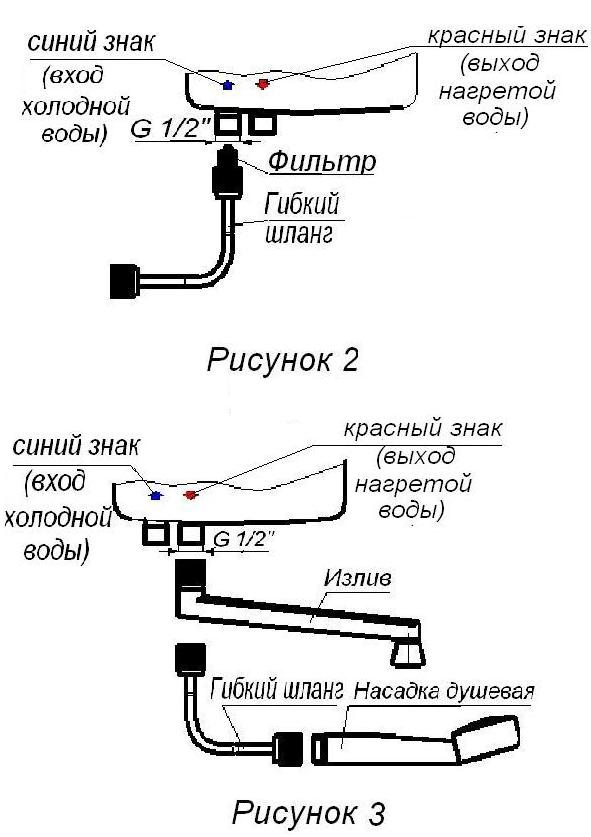 синий знак
(вход
холодной
воды)
красный знак
(выход
нагретой
воды)
G 1/2"
Фильтр
Гибкий
шланг
Рисунок 2
синий знак
(вход
холодной
воды)
красный знак
(выход
нагретой
воды)
G 1/2"
Излив
Гибкий шланг
Насадка душевая
Рисунок 3